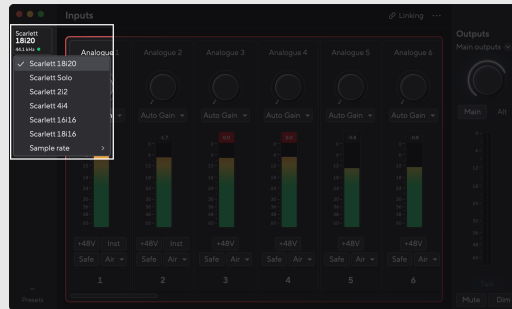 Inputs
Linking
Scarlett
18i20
44.1 kHz
Scarlett 18i20
Scarlett Solo
Scarlett 2i2
Scarlett 4i4
Scarlett 16i16
Scarlett 18i16
Sample rate
Analogue 1
Analogue 2
Analogue 3
Analogue 4
Analogue 5
Analogue 6
Auto Gain
Auto Gain
Auto Gain
Auto Gain
Auto Gain
+48V Inst
+48V Inst
+48V
+48V
+48V
+48V
Safe Air
Safe Air
Safe Air
Safe Air
Safe Air
Safe Air
1
2
3
4
5
6
Presets
Outputs
Main outputs
Main Alt
Mute Dim